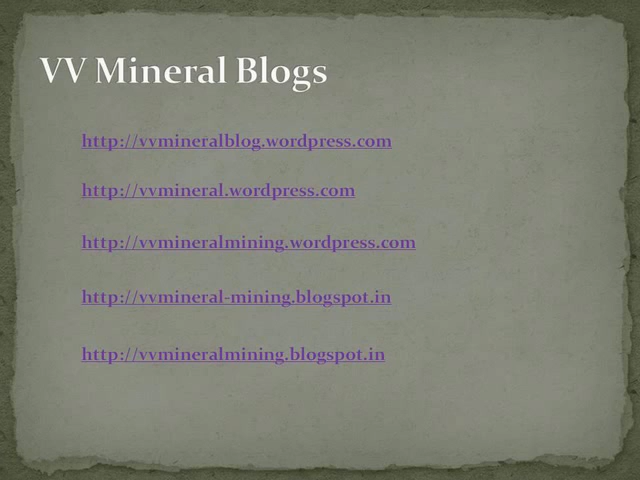 VV Mineral Blogs
http://vvmineralblog.wordpress.com
http://vvmineral.wordpress.com
http://vvmineralmining.wordpress.com
http://vvmineral-mining.blogspot.in
http://vvmineralmining.blogspot.in